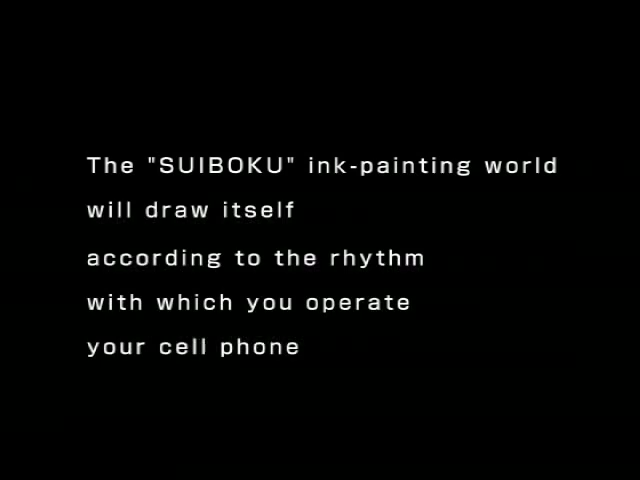 The "SUIBOKU" ink-painting world
will draw itself
according to the rhythm
with which you operate
your cell phone